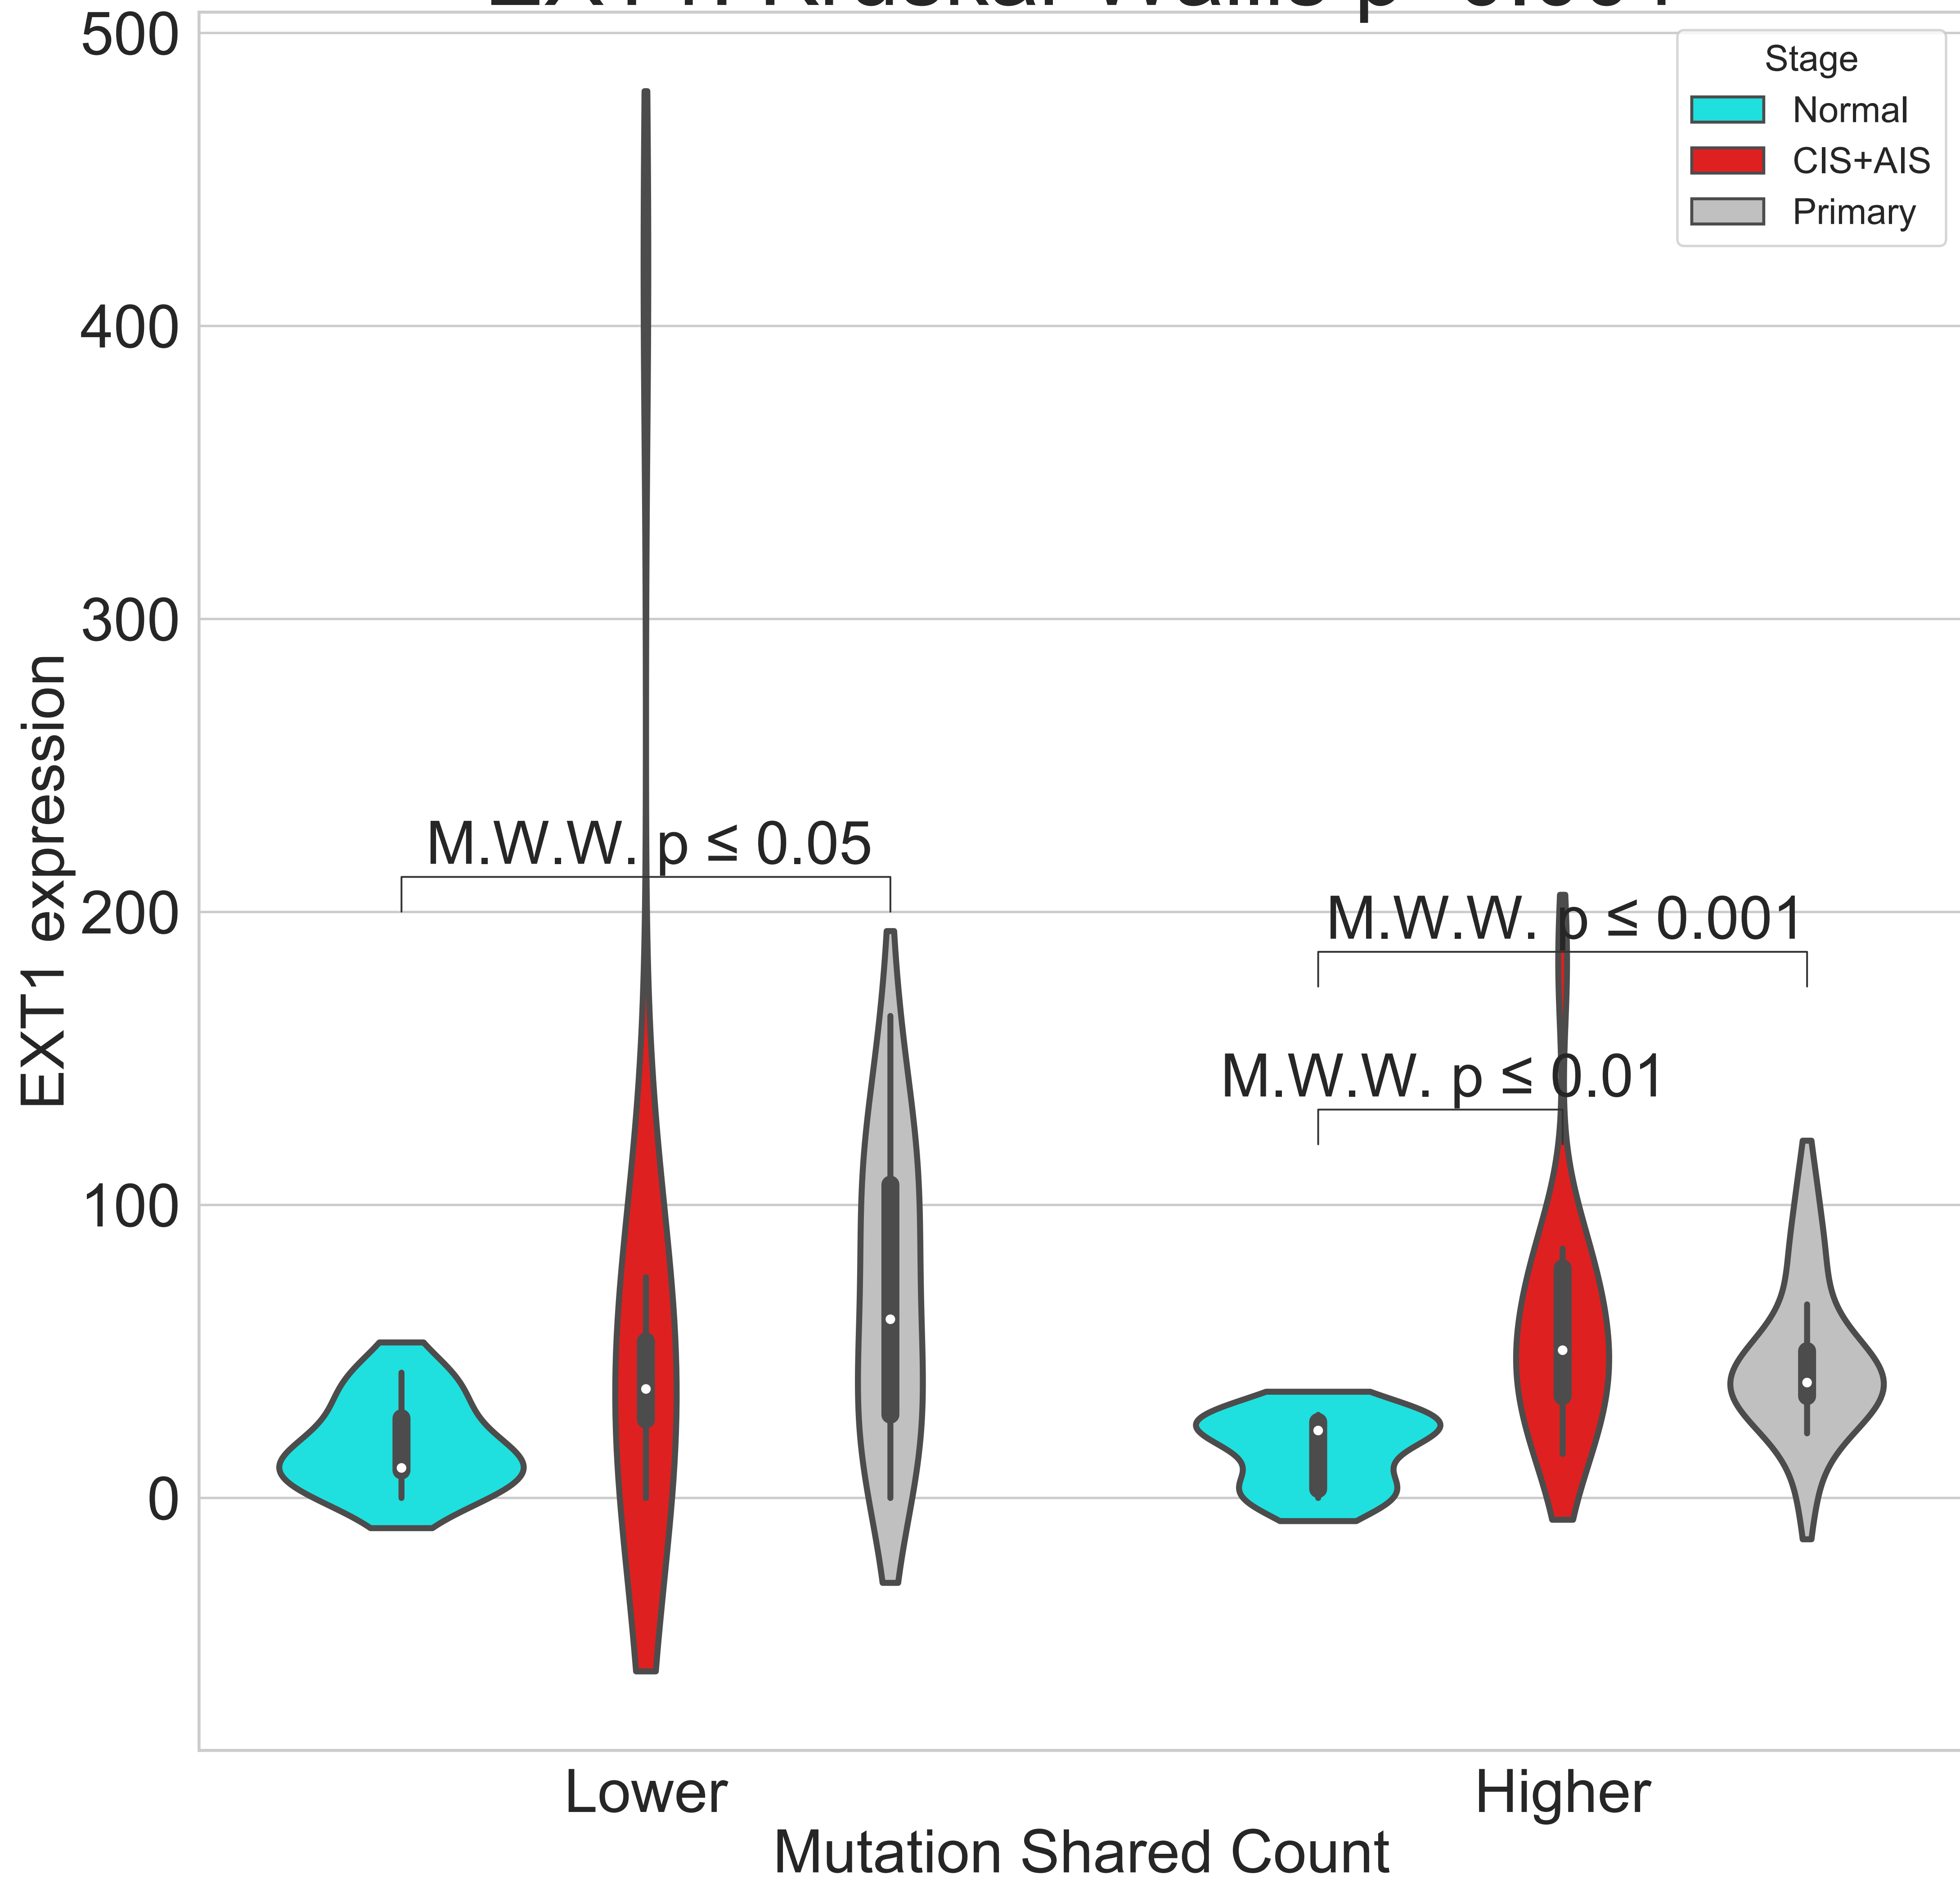 500
Stage
Normal
CIS+AIS
Primary
400
300
200
100
0
EXT1 expression
M.W.W. p ≤ 0.05
M.W.W. p ≤ 0.001
M.W.W. p ≤ 0.01
Lower
Higher
Mutation Shared Count